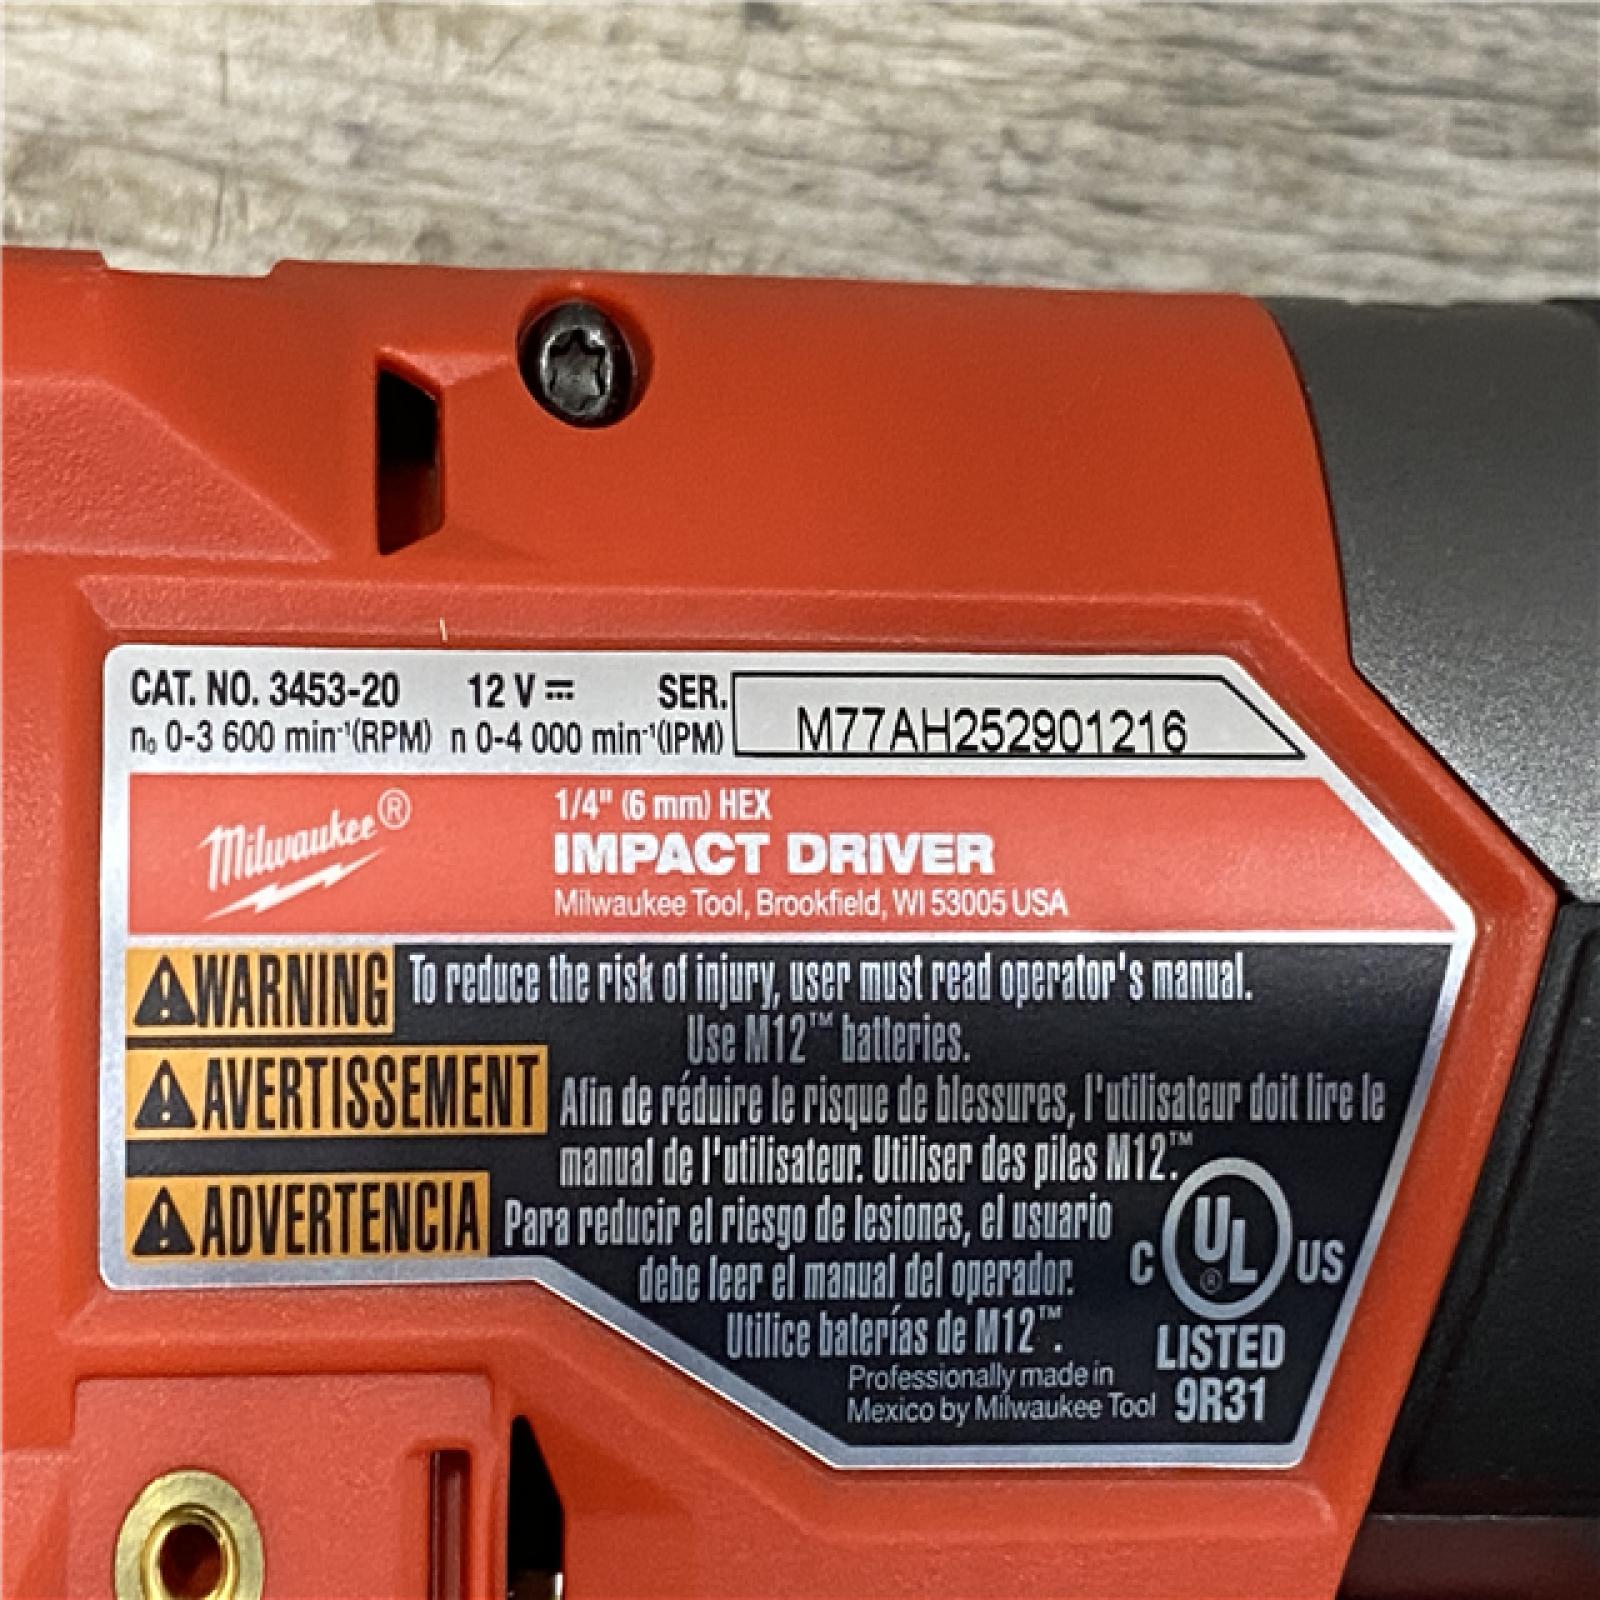 CAT. NO. 3453-20 12 V ⎓ SER. M77AH252901216
n₀ 0-3 600 min⁻¹(RPM) n 0-4 000 min⁻¹(IPM)
Milwaukee®
1/4" (6 mm) HEX
IMPACT DRIVER
Milwaukee Tool, Brookfield, WI 53005 USA
⚠WARNING To reduce the risk of injury, user must read operator's manual.
Use M12™ batteries.
⚠AVERTISSEMENT Afin de réduire le risque de blessures, l'utilisateur doit lire le
manual de l'utilisateur. Utiliser des piles M12.™
⚠ADVERTENCIA Para reducir el riesgo de lesiones, el usuario
debe leer el manual del operador.
Utilice baterías de M12™.
Professionally made in
Mexico by Milwaukee Tool
C UL® US
LISTED
9R31